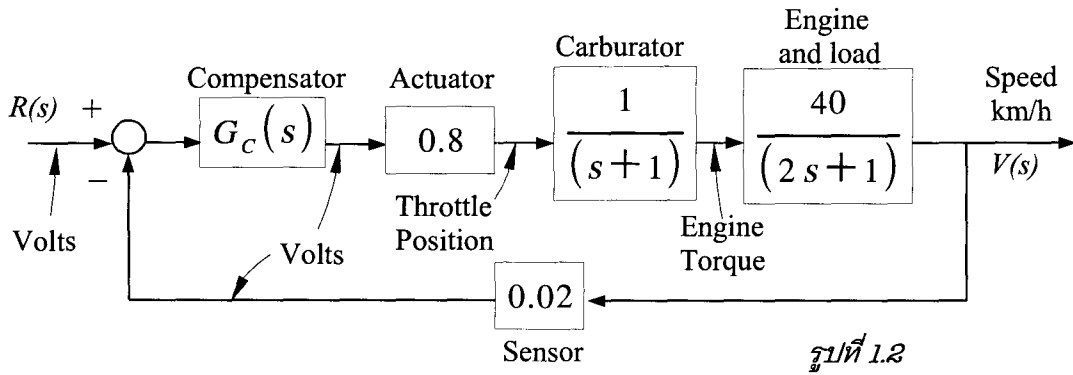 Engine
and load
Carburator
Compensator
Actuator
Speed
km/h
R(s) +
G_C(s)
0.8
1
(s+1)
40
(2 s+1)
V(s)
−
Volts
Throttle
Position
Volts
Engine
Torque
0.02
Sensor
รูปที่ 1.2